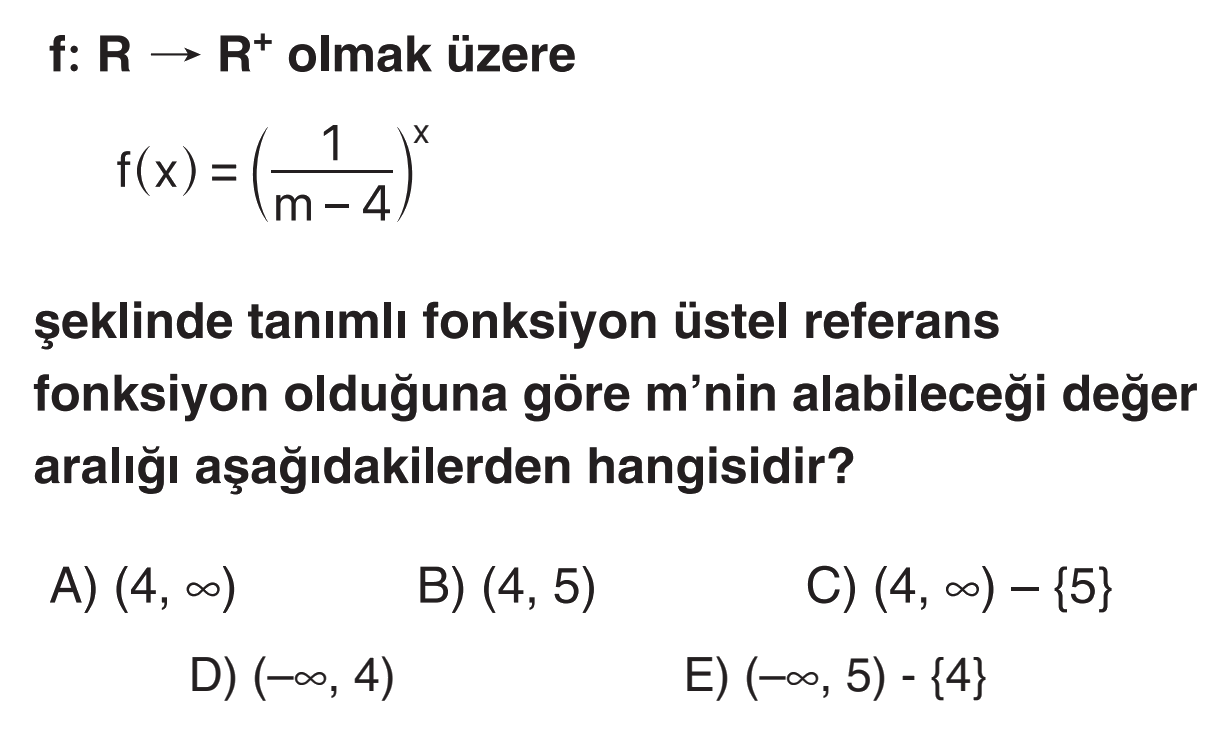 f: R → R⁺ olmak üzere
f(x) = (1/(m – 4))ˣ
şeklinde tanımlı fonksiyon üstel referans
fonksiyon olduğuna göre m’nin alabileceği değer
aralığı aşağıdakilerden hangisidir?
A) (4, ∞) B) (4, 5) C) (4, ∞) – {5}
D) (–∞, 4) E) (–∞, 5) - {4}